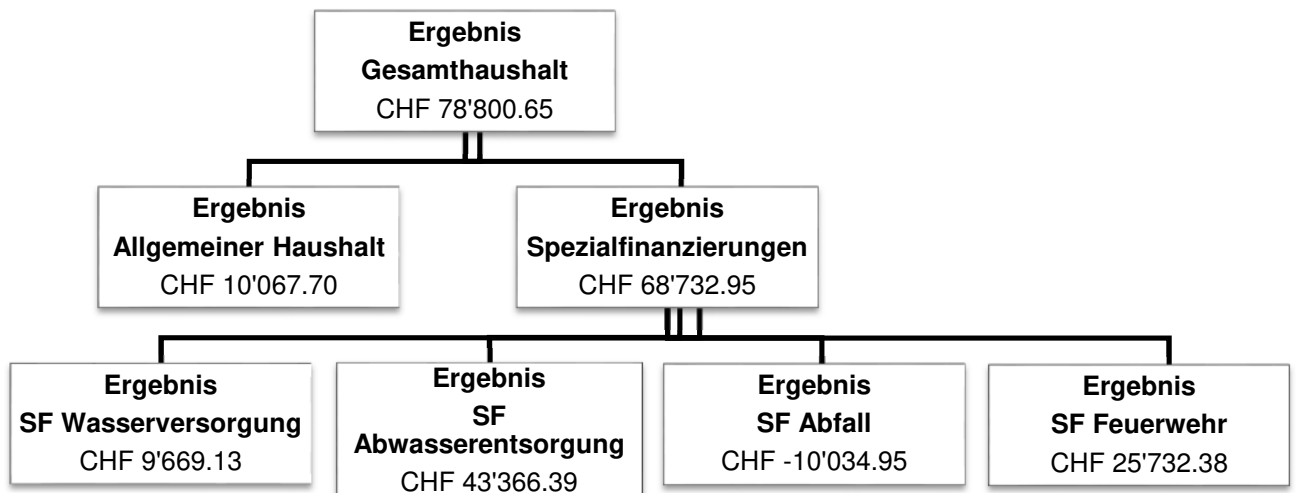 Ergebnis
Gesamthaushalt
CHF 78'800.65
Ergebnis
Allgemeiner Haushalt
CHF 10'067.70
Ergebnis
Spezialfinanzierungen
CHF 68'732.95
Ergebnis
SF Wasserversorgung
CHF 9'669.13
Ergebnis
SF
Abwasserentsorgung
CHF 43'366.39
Ergebnis
SF Abfall
CHF -10'034.95
Ergebnis
SF Feuerwehr
CHF 25'732.38